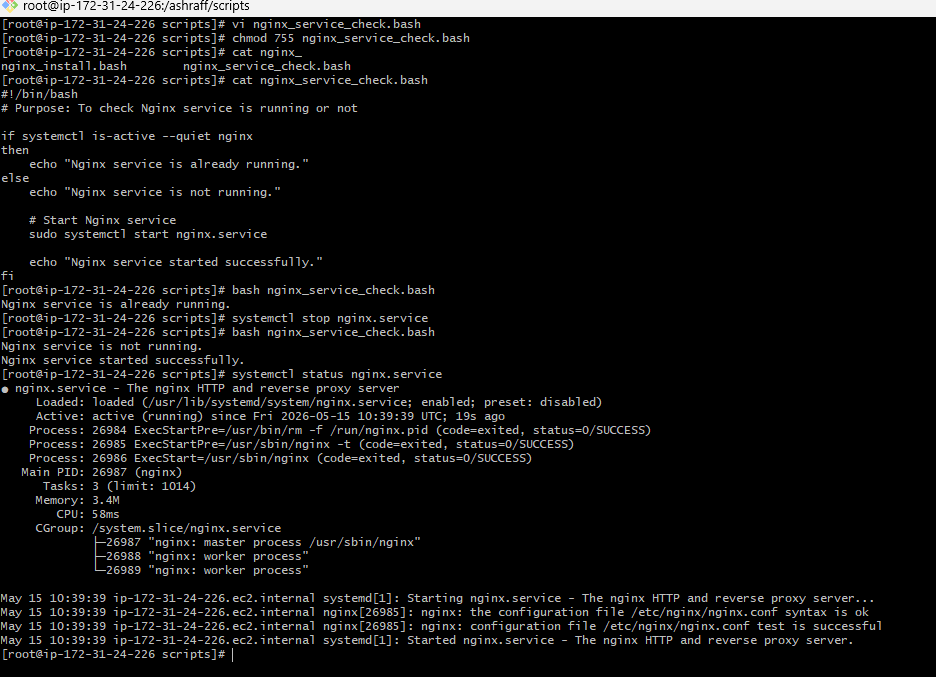 root@ip-172-31-24-226:/ashraff/scripts
[root@ip-172-31-24-226 scripts]# vi nginx_service_check.bash
[root@ip-172-31-24-226 scripts]# chmod 755 nginx_service_check.bash
[root@ip-172-31-24-226 scripts]# cat nginx_
nginx_install.bash        nginx_service_check.bash
[root@ip-172-31-24-226 scripts]# cat nginx_service_check.bash
#!/bin/bash
# Purpose: To check Nginx service is running or not

if systemctl is-active --quiet nginx
then
    echo "Nginx service is already running."
else
    echo "Nginx service is not running."

    # Start Nginx service
    sudo systemctl start nginx.service

    echo "Nginx service started successfully."
fi
[root@ip-172-31-24-226 scripts]# bash nginx_service_check.bash
Nginx service is already running.
[root@ip-172-31-24-226 scripts]# systemctl stop nginx.service
[root@ip-172-31-24-226 scripts]# bash nginx_service_check.bash
Nginx service is not running.
Nginx service started successfully.
[root@ip-172-31-24-226 scripts]# systemctl status nginx.service
● nginx.service - The nginx HTTP and reverse proxy server
     Loaded: loaded (/usr/lib/systemd/system/nginx.service; enabled; preset: disabled)
     Active: active (running) since Fri 2026-05-15 10:39:39 UTC; 19s ago
    Process: 26984 ExecStartPre=/usr/bin/rm -f /run/nginx.pid (code=exited, status=0/SUCCESS)
    Process: 26985 ExecStartPre=/usr/sbin/nginx -t (code=exited, status=0/SUCCESS)
    Process: 26986 ExecStart=/usr/sbin/nginx (code=exited, status=0/SUCCESS)
   Main PID: 26987 (nginx)
      Tasks: 3 (limit: 1014)
     Memory: 3.4M
        CPU: 58ms
     CGroup: /system.slice/nginx.service
             ├─26987 "nginx: master process /usr/sbin/nginx"
             ├─26988 "nginx: worker process"
             └─26989 "nginx: worker process"

May 15 10:39:39 ip-172-31-24-226.ec2.internal systemd[1]: Starting nginx.service - The nginx HTTP and reverse proxy server...
May 15 10:39:39 ip-172-31-24-226.ec2.internal nginx[26985]: nginx: the configuration file /etc/nginx/nginx.conf syntax is ok
May 15 10:39:39 ip-172-31-24-226.ec2.internal nginx[26985]: nginx: configuration file /etc/nginx/nginx.conf test is successful
May 15 10:39:39 ip-172-31-24-226.ec2.internal systemd[1]: Started nginx.service - The nginx HTTP and reverse proxy server.
[root@ip-172-31-24-226 scripts]#